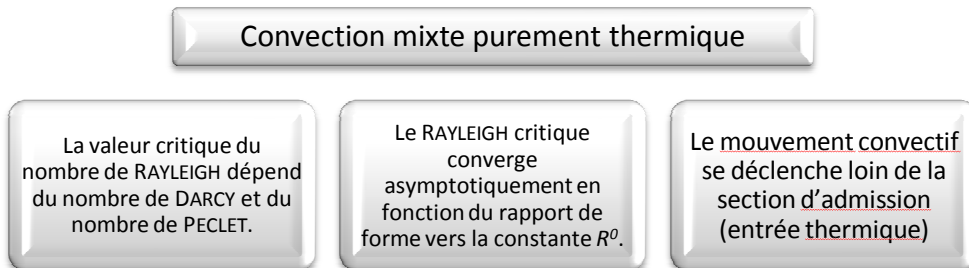 Convection mixte purement thermique
La valeur critique du
nombre de RAYLEIGH dépend
du nombre de DARCY et du
nombre de PECLET.
Le RAYLEIGH critique
converge
asymptotiquement en
fonction du rapport de
forme vers la constante R⁰.
Le mouvement convectif
se déclenche loin de la
section d'admission
(entrée thermique)